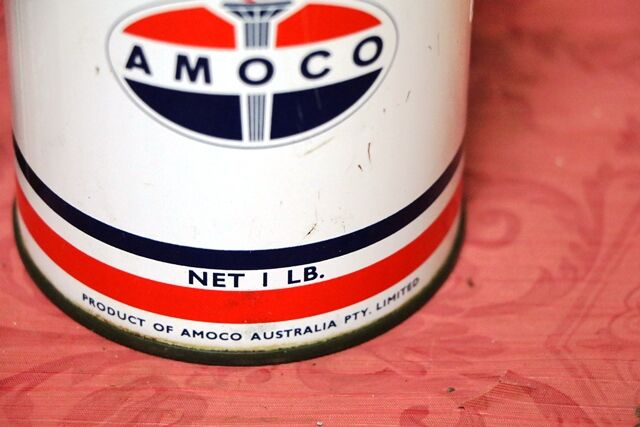 AMOCO
NET 1 LB.
PRODUCT OF AMOCO AUSTRALIA PTY. LIMITED